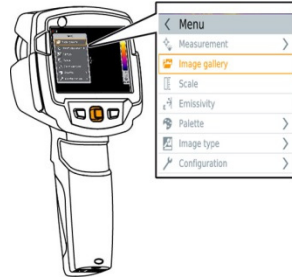 Menu
Measurement
Image gallery
Scale
Emissivity
Palette
Image type
Configuration